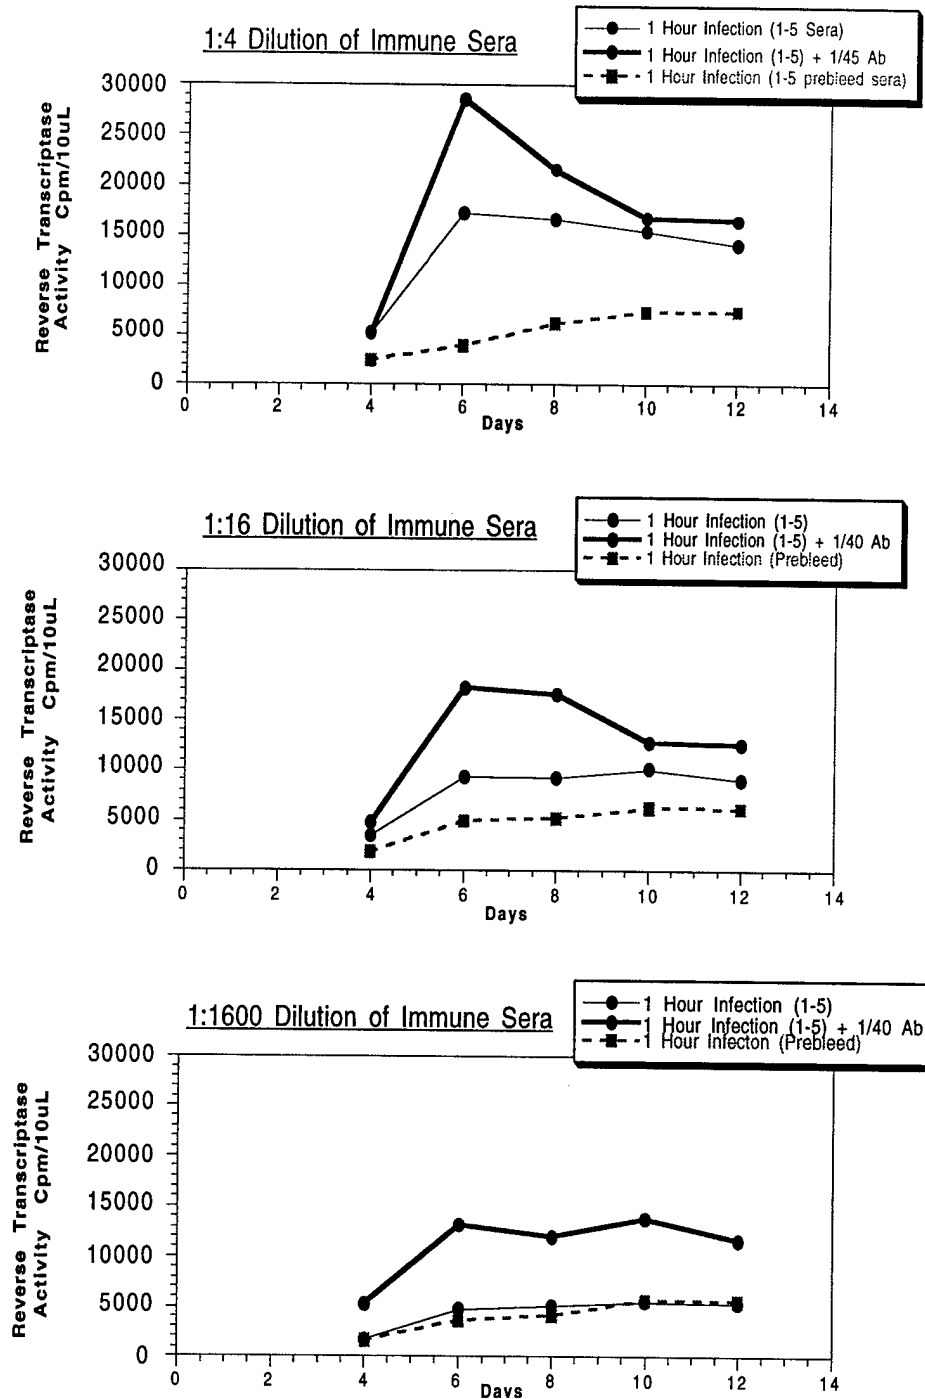 1:4 Dilution of Immune Sera
1 Hour Infection (1-5 Sera)
1 Hour Infection (1-5) + 1/45 Ab
1 Hour Infection (1-5 prebleed sera)
Reverse Transcriptase
Activity Cpm/10uL
30000
25000
20000
15000
10000
5000
0
0 2 4 6 8 10 12 14
Days
1:16 Dilution of Immune Sera
1 Hour Infection (1-5)
1 Hour Infection (1-5) + 1/40 Ab
1 Hour Infection (Prebleed)
Reverse Transcriptase
Activity Cpm/10uL
30000
25000
20000
15000
10000
5000
0
0 2 4 6 8 10 12 14
Days
1:1600 Dilution of Immune Sera
1 Hour Infection (1-5)
1 Hour Infection (1-5) + 1/40 Ab
1 Hour Infecton (Prebleed)
Reverse Transcriptase
Activity Cpm/10uL
30000
25000
20000
15000
10000
5000
0
0 2 4 6 8 10 12 14
Days